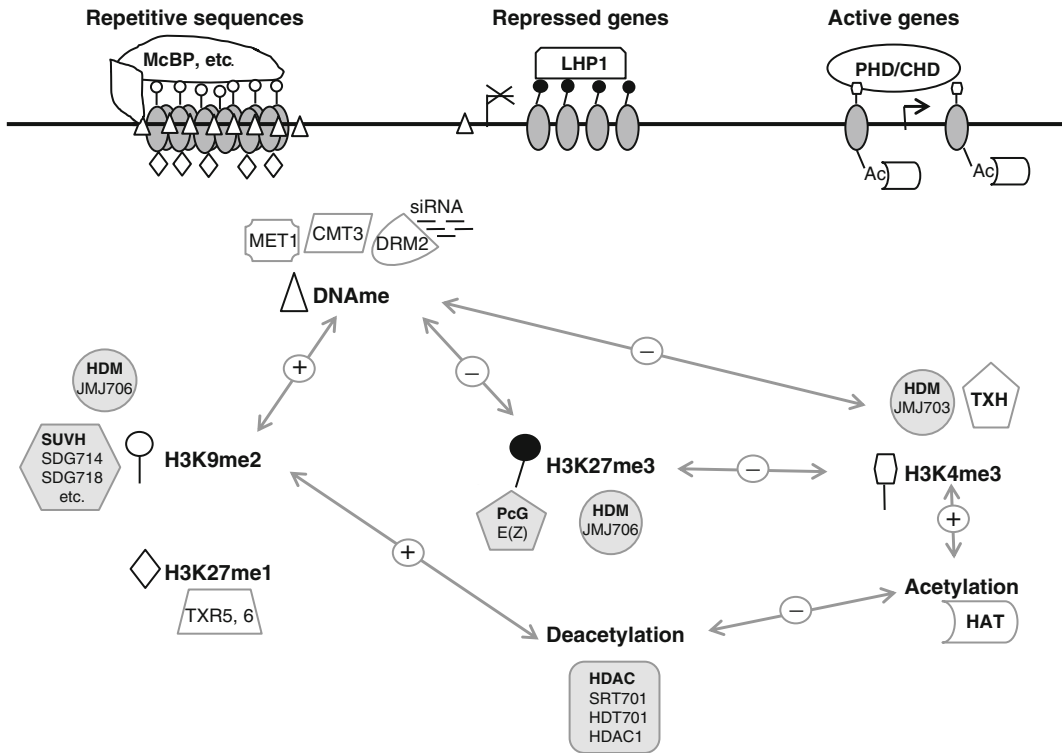 Repetitive sequences
Repressed genes
Active genes
McBP, etc.
LHP1
PHD/CHD
Ac
Ac
siRNA
MET1
CMT3
DRM2
DNAme
+
−
−
HDM
JMJ706
HDM
JMJ703
TXH
SUVH
SDG714
SDG718
etc.
H3K9me2
H3K27me3
−
H3K4me3
PcG
E(Z)
HDM
JMJ706
+
+
H3K27me1
TXR5, 6
Acetylation
HAT
−
Deacetylation
HDAC
SRT701
HDT701
HDAC1